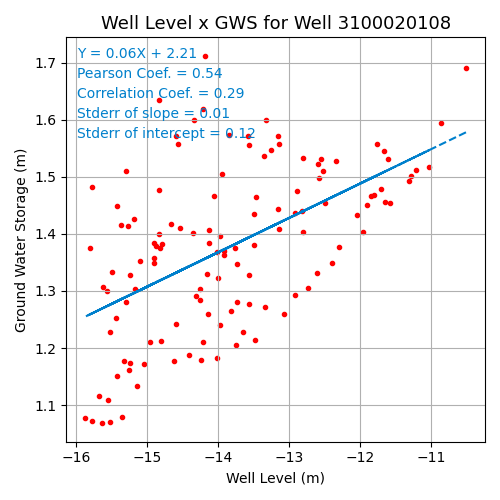 Well Level x GWS for Well 3100020108
Y = 0.06X + 2.21
Pearson Coef. = 0.54
Correlation Coef. = 0.29
Stderr of slope = 0.01
Stderr of intercept = 0.12
Ground Water Storage (m)
1.7
1.6
1.5
1.4
1.3
1.2
1.1
−16 −15 −14 −13 −12 −11
Well Level (m)